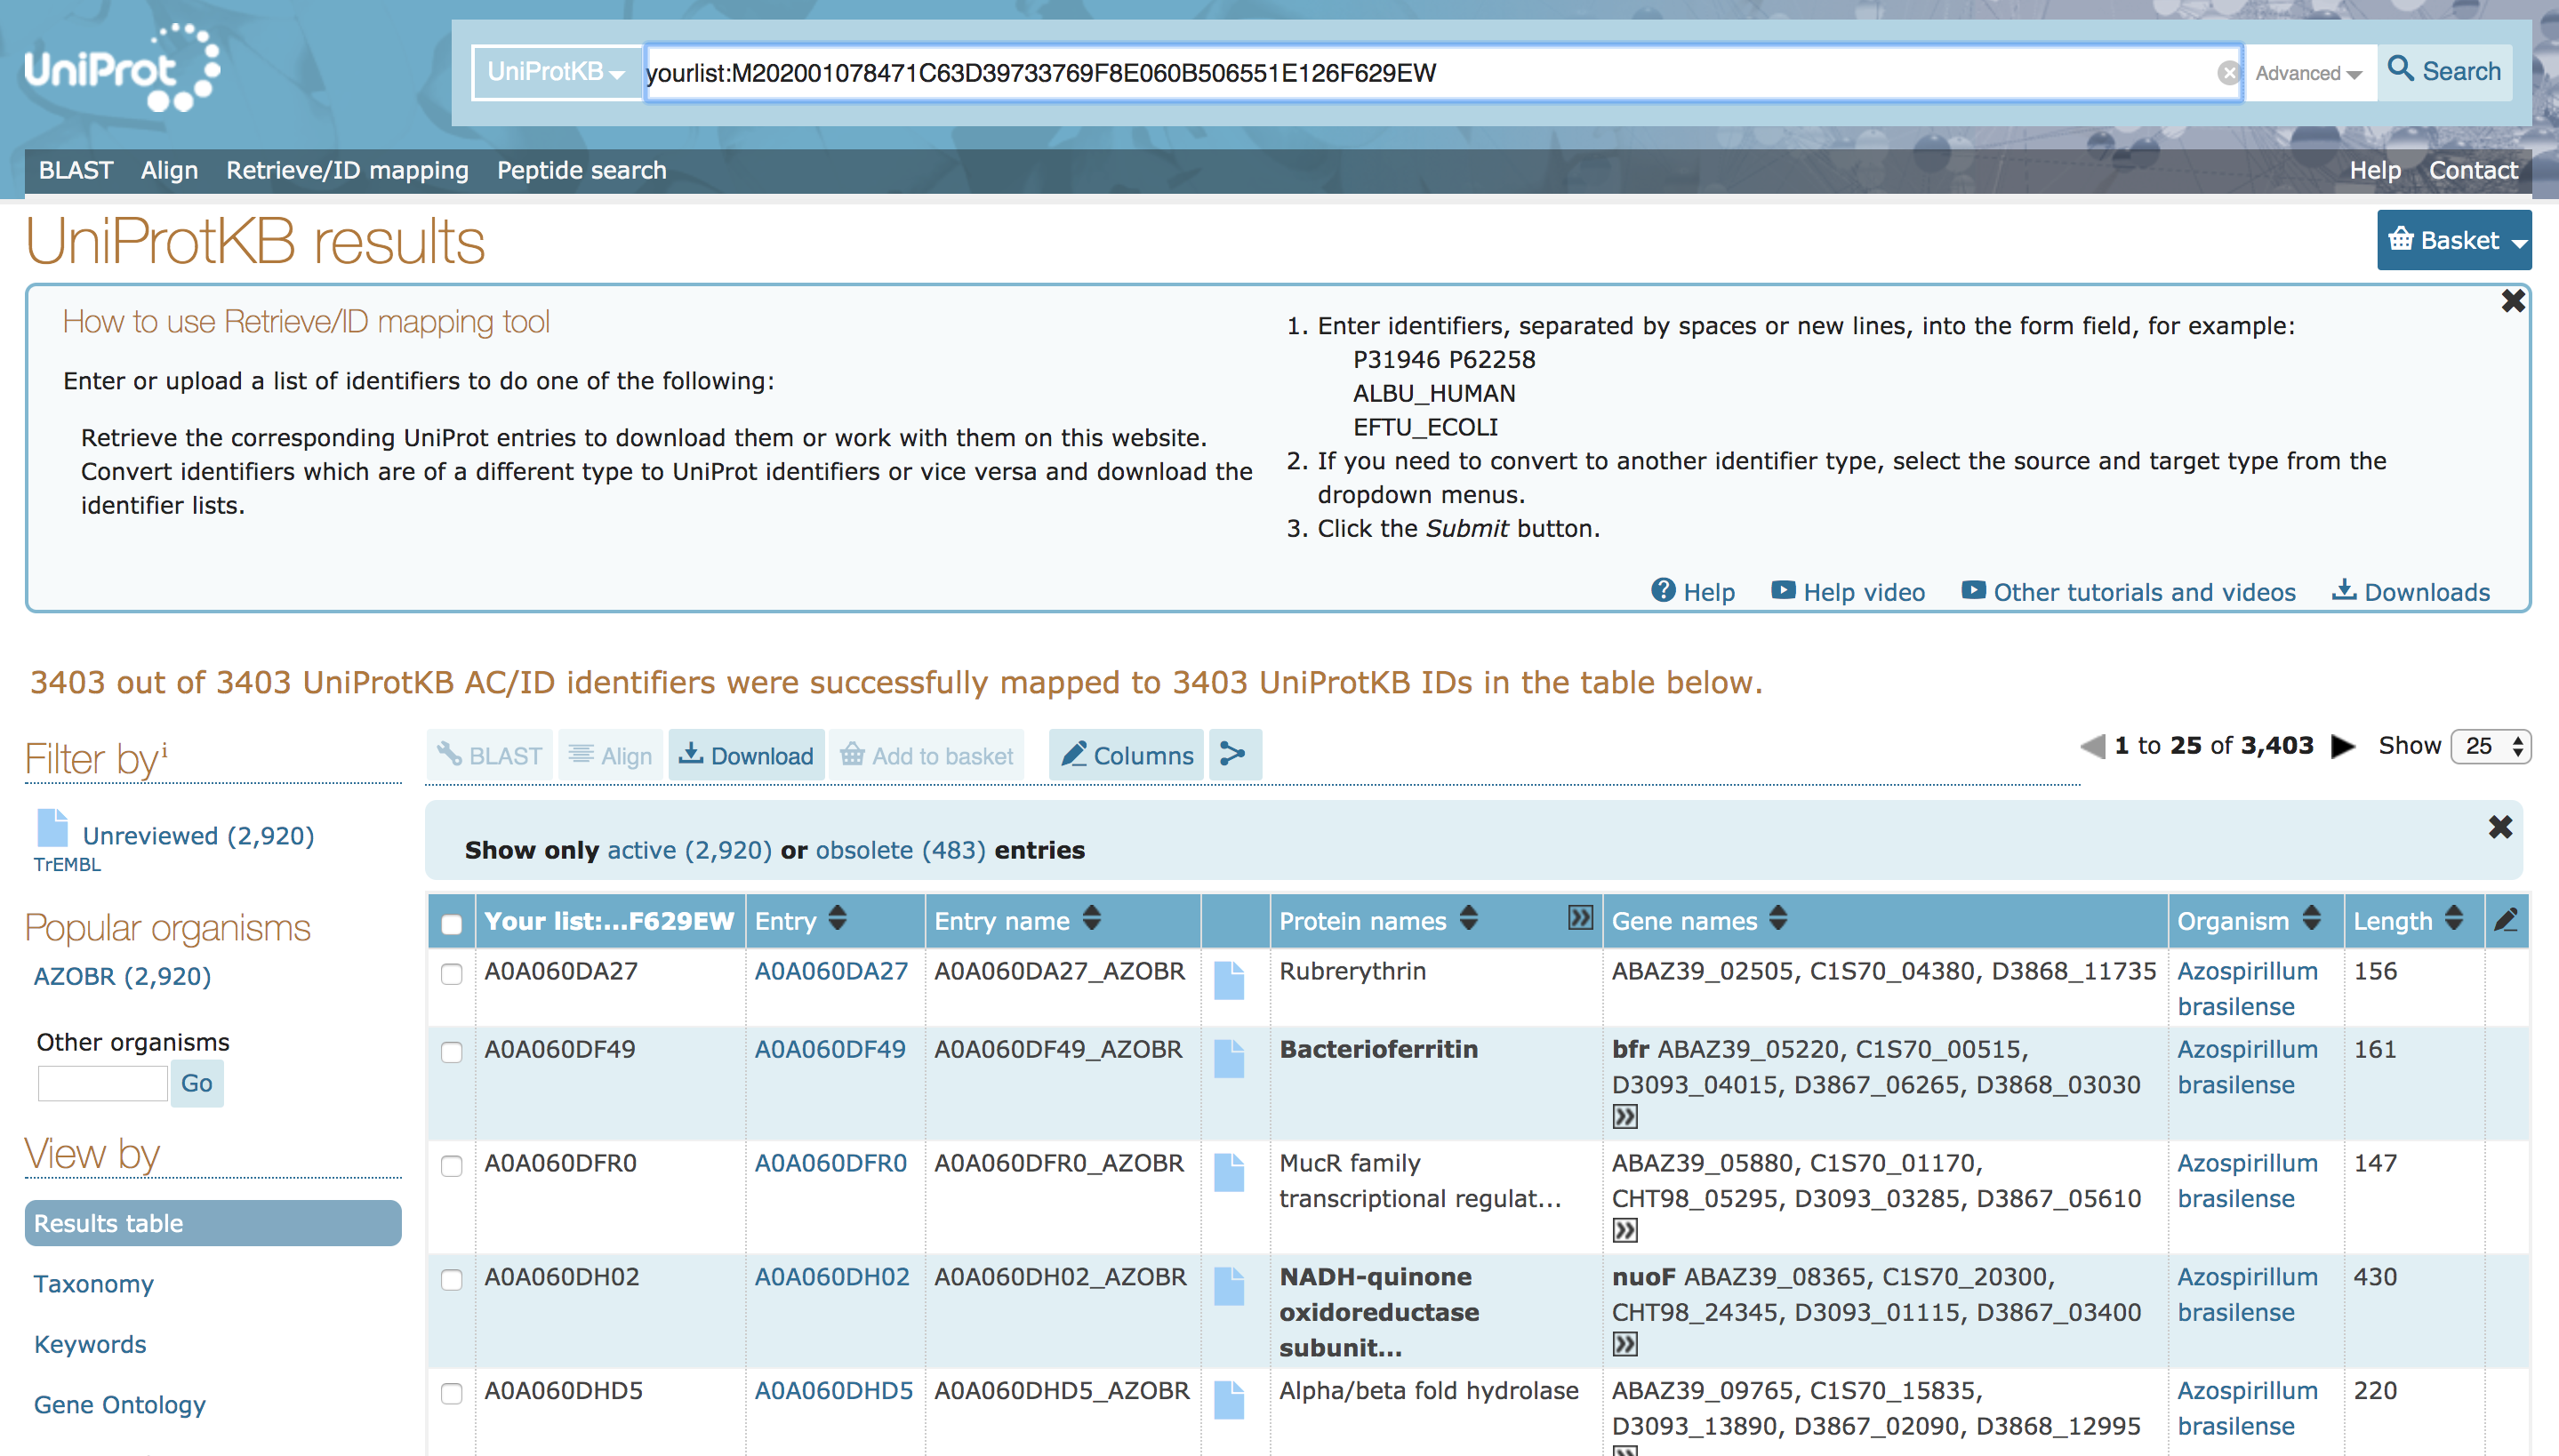 UniProt
UniProtKB
yourlist:M202001078471C63D39733769F8E060B506551E126F629EW
Advanced
Search
BLAST Align Retrieve/ID mapping Peptide search
Help Contact
UniProtKB results
Basket
How to use Retrieve/ID mapping tool
Enter or upload a list of identifiers to do one of the following:
Retrieve the corresponding UniProt entries to download them or work with them on this website.
Convert identifiers which are of a different type to UniProt identifiers or vice versa and download the
identifier lists.
1. Enter identifiers, separated by spaces or new lines, into the form field, for example:
P31946 P62258
ALBU_HUMAN
EFTU_ECOLI
2. If you need to convert to another identifier type, select the source and target type from the
dropdown menus.
3. Click the Submit button.
Help Help video Other tutorials and videos Downloads
3403 out of 3403 UniProtKB AC/ID identifiers were successfully mapped to 3403 UniProtKB IDs in the table below.
Filter by i
Unreviewed (2,920)
TrEMBL
Popular organisms
AZOBR (2,920)
Other organisms
Go
View by
Results table
Taxonomy
Keywords
Gene Ontology
BLAST Align Download Add to basket Columns
1 to 25 of 3,403 Show 25
Show only active (2,920) or obsolete (483) entries
Your list:...F629EW Entry Entry name Protein names Gene names Organism Length
A0A060DA27 A0A060DA27 A0A060DA27_AZOBR Rubrerythrin ABAZ39_02505, C1S70_04380, D3868_11735 Azospirillum 156
brasilense
A0A060DF49 A0A060DF49 A0A060DF49_AZOBR Bacterioferritin bfr ABAZ39_05220, C1S70_00515, Azospirillum 161
D3093_04015, D3867_06265, D3868_03030 brasilense
A0A060DFR0 A0A060DFR0 A0A060DFR0_AZOBR MucR family ABAZ39_05880, C1S70_01170, Azospirillum 147
transcriptional regulat... CHT98_05295, D3093_03285, D3867_05610 brasilense
A0A060DH02 A0A060DH02 A0A060DH02_AZOBR NADH-quinone nuoF ABAZ39_08365, C1S70_20300, Azospirillum 430
oxidoreductase CHT98_24345, D3093_01115, D3867_03400 brasilense
subunit...
A0A060DHD5 A0A060DHD5 A0A060DHD5_AZOBR Alpha/beta fold hydrolase ABAZ39_09765, C1S70_15835, Azospirillum 220
D3093_13890, D3867_02090, D3868_12995 brasilense